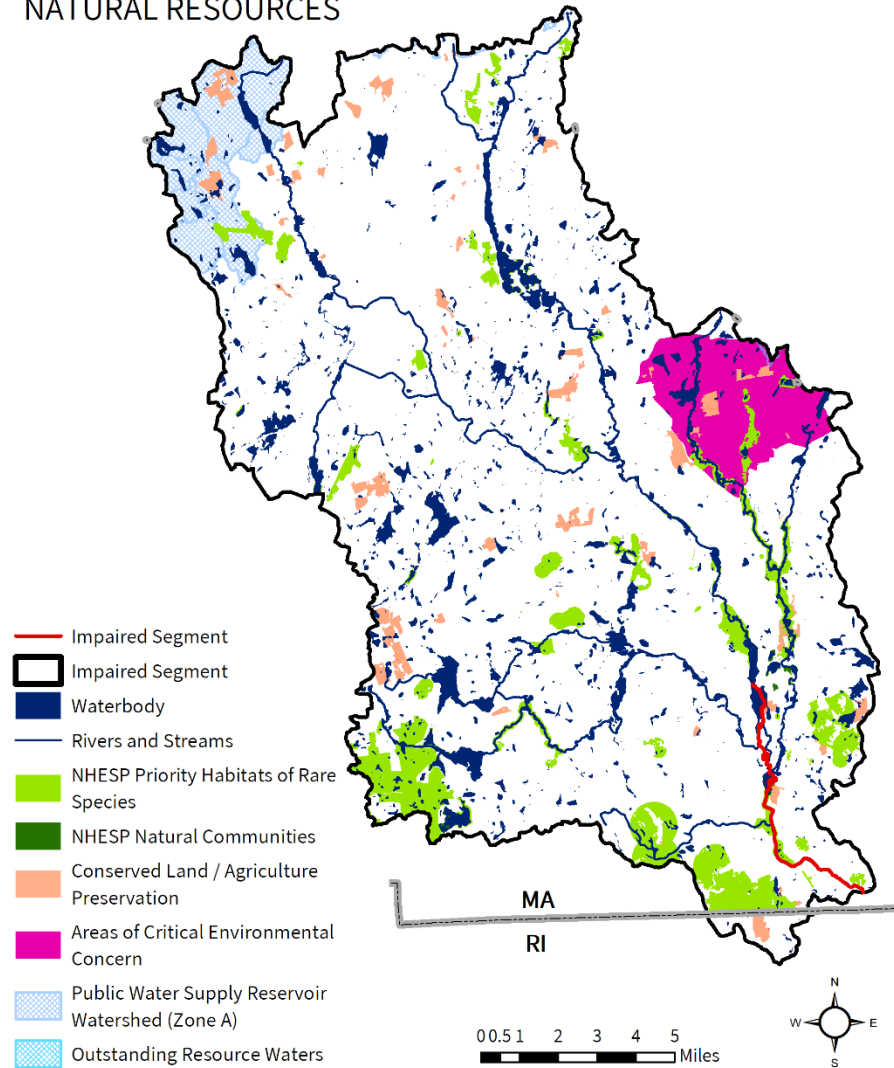 NATURAL RESOURCES
Impaired Segment
Impaired Segment
Waterbody
Rivers and Streams
NHESP Priority Habitats of Rare
Species
NHESP Natural Communities
Conserved Land / Agriculture
Preservation
Areas of Critical Environmental
Concern
Public Water Supply Reservoir
Watershed (Zone A)
Outstanding Resource Waters
MA
RI
0 0.5 1 2 3 4 5
Miles
N
W E
S